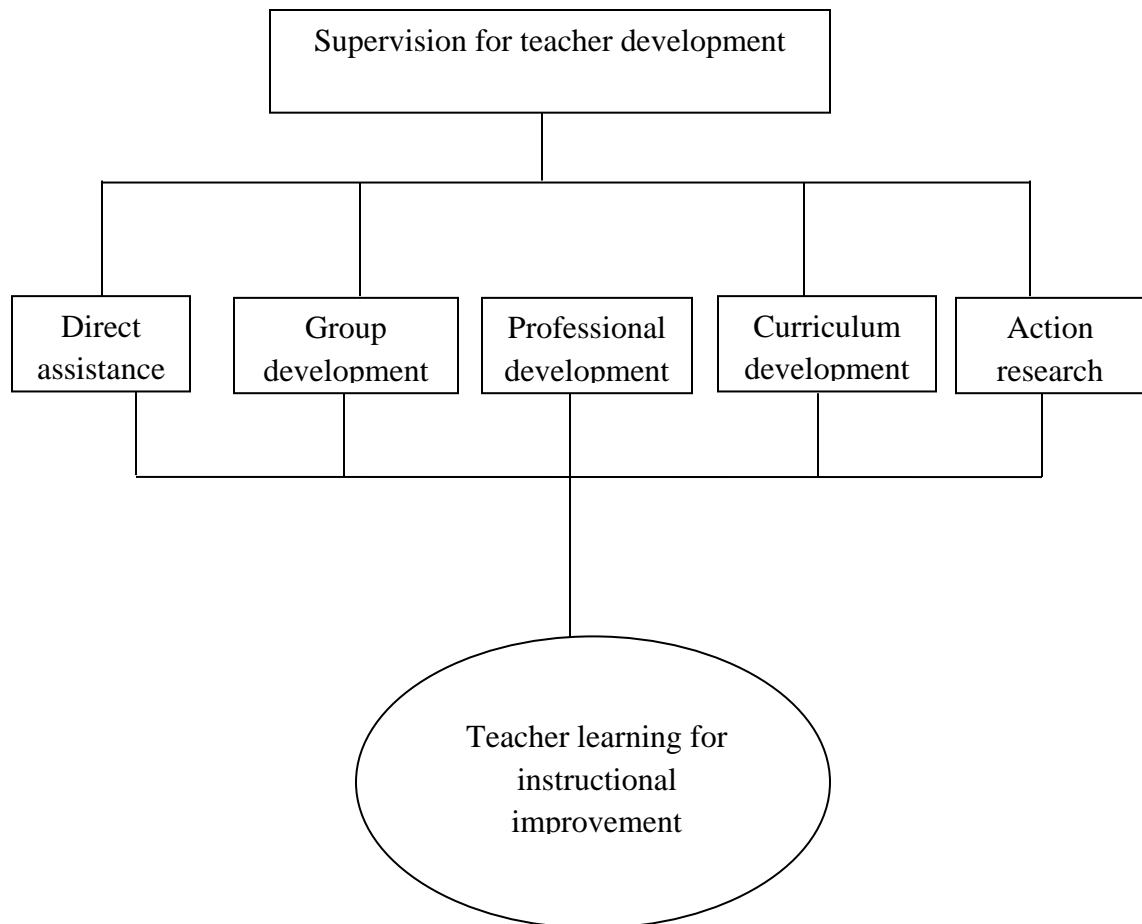 Supervision for teacher development
Direct
assistance
Group
development
Professional
development
Curriculum
development
Action
research
Teacher learning for
instructional
improvement